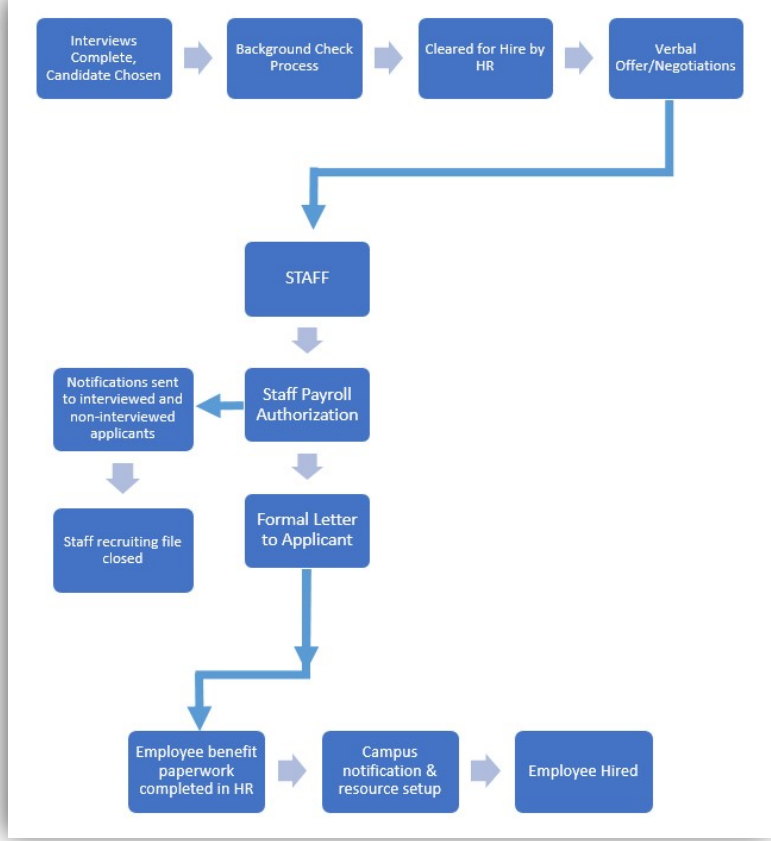 Interviews
Complete,
Candidate Chosen
Background Check
Process
Cleared for Hire by
HR
Verbal
Offer/Negotiations
STAFF
Staff Payroll
Authorization
Notifications sent
to interviewed and
non-interviewed
applicants
Staff recruiting file
closed
Formal Letter
to Applicant
Employee benefit
paperwork
completed in HR
Campus
notification &
resource setup
Employee Hired